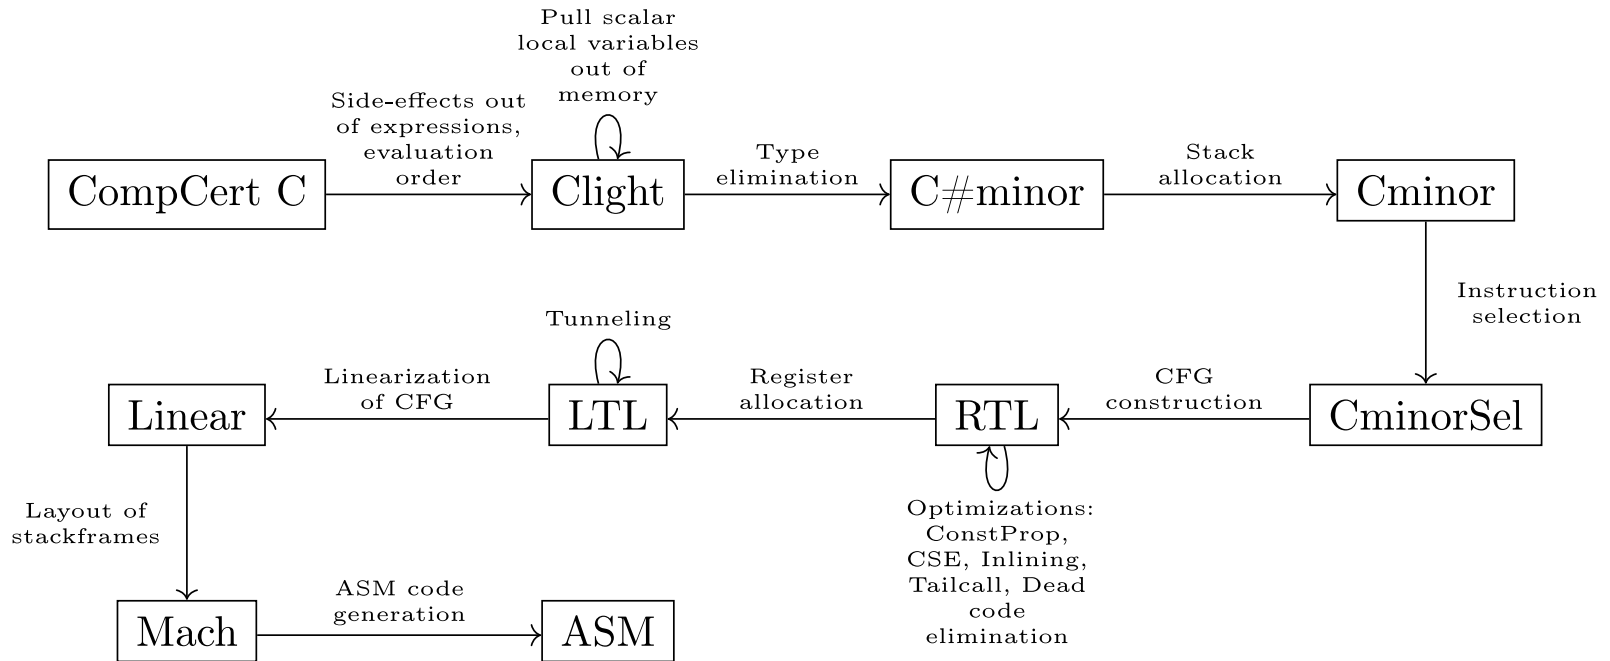 Pull scalar
local variables
out of
memory
Side-effects out
of expressions,
evaluation
order
Type
elimination
Stack
allocation
CompCert C
Clight
C#minor
Cminor
Instruction
selection
Tunneling
Linearization
of CFG
Register
allocation
CFG
construction
Linear
LTL
RTL
CminorSel
Layout of
stackframes
Optimizations:
ConstProp,
CSE, Inlining,
Tailcall, Dead
code
elimination
ASM code
generation
Mach
ASM